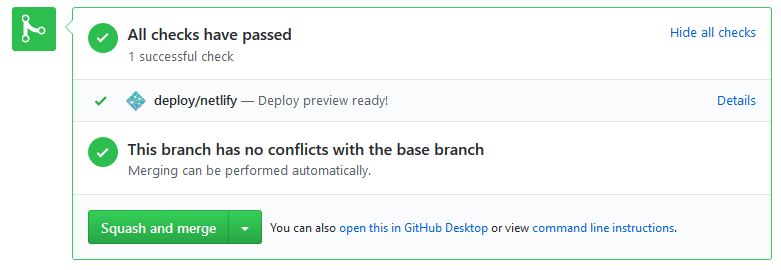 All checks have passed
Hide all checks
1 successful check
deploy/netlify — Deploy preview ready!
Details
This branch has no conflicts with the base branch
Merging can be performed automatically.
Squash and merge
You can also open this in GitHub Desktop or view command line instructions.